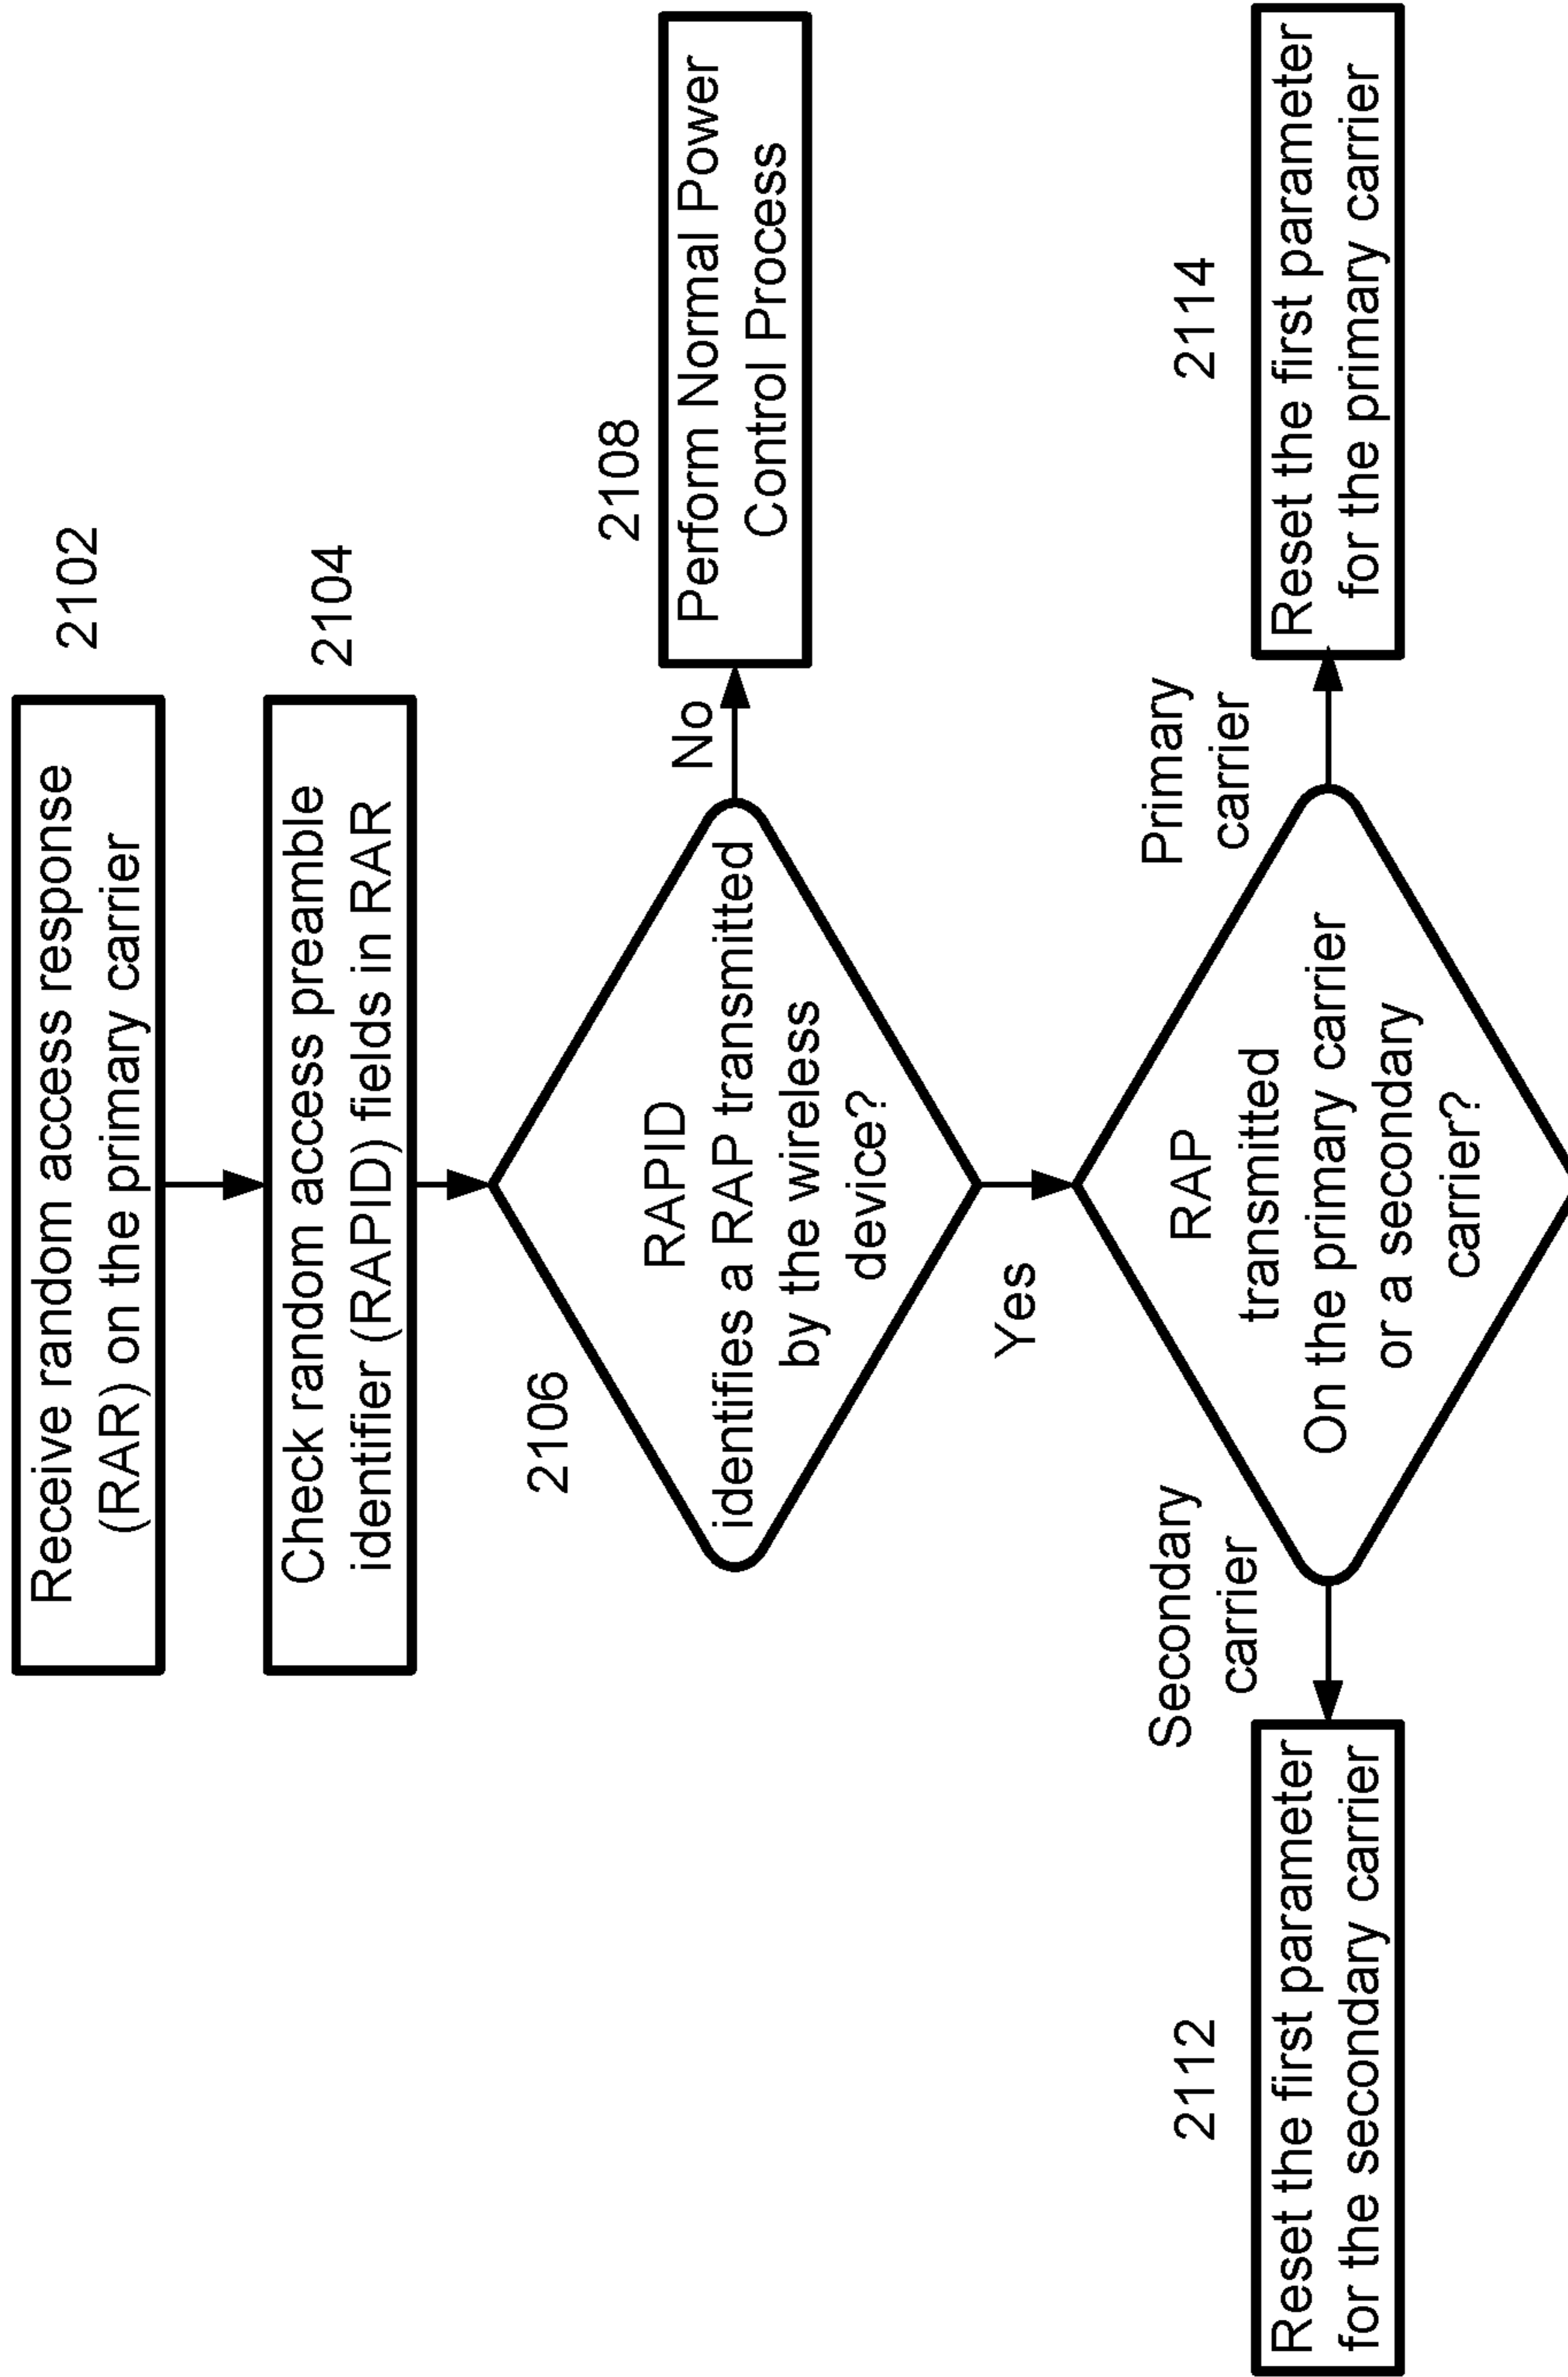 2102
Receive random access response
(RAR) on the primary carrier
2104
Check random access preamble
identifier (RAPID) fields in RAR
2106
RAPID
identifies a RAP transmitted
by the wireless
device?
No
2108
Perform Normal Power
Control Process
Yes
RAP
transmitted
On the primary carrier
or a secondary
carrier?
Secondary
carrier
2112
Reset the first parameter
for the secondary carrier
Primary
carrier
2114
Reset the first parameter
for the primary carrier